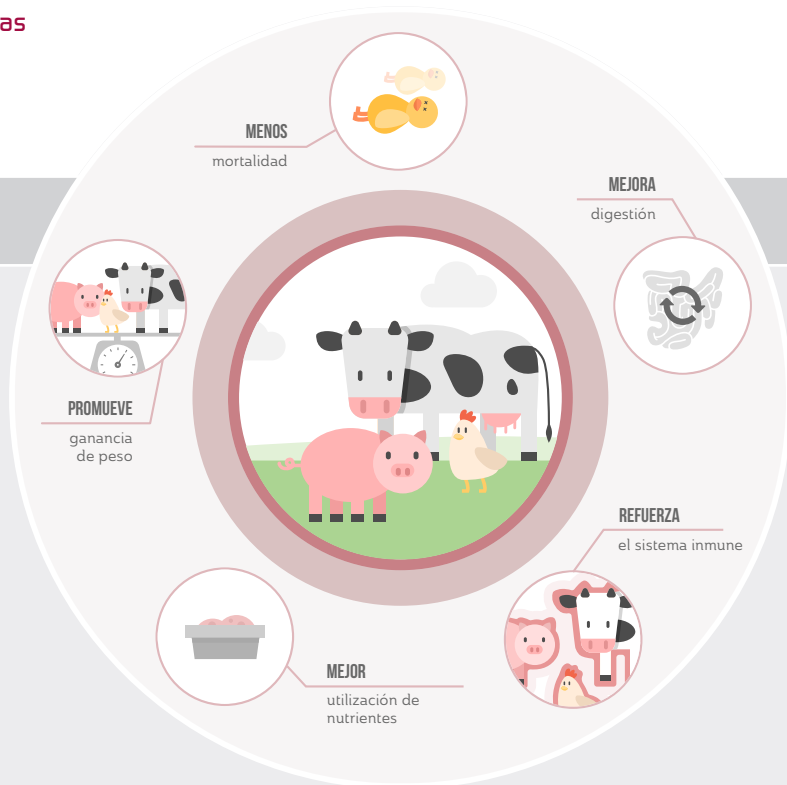 as
MENOS
mortalidad
MEJORA
digestión
PROMUEVE
ganancia
de peso
REFUERZA
el sistema inmune
MEJOR
utilización de
nutrientes